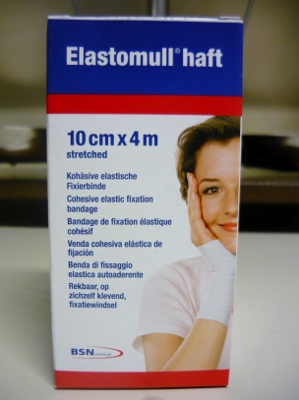 Elastomull® haft
10 cm x 4 m
stretched
Kohäsive elastische
Fixierbinde
Cohesive elastic fixation
bandage
Bandage de fixation élastique
cohésif
Venda cohesiva elástica de
fijación
Benda di fissaggio
elastica autoaderente
Rekbaar, op
zichzelf klevend,
fixatiewindsel
BSN medical